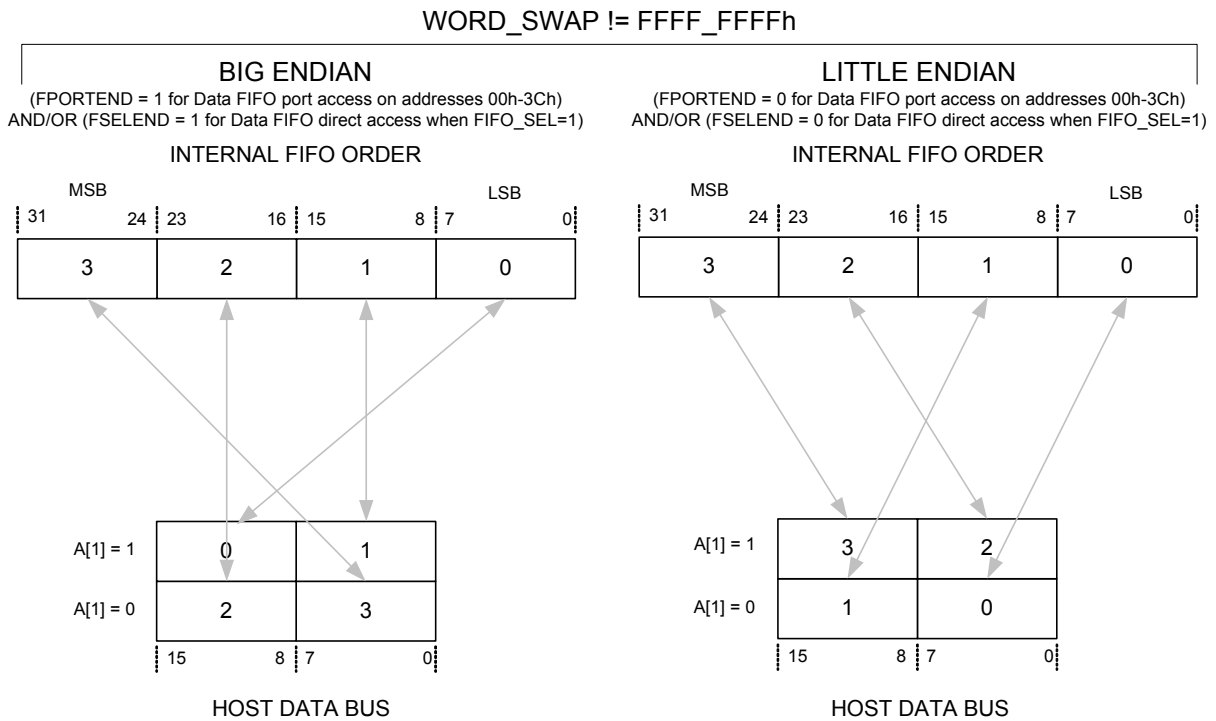 WORD_SWAP != FFFF_FFFFh
BIG ENDIAN
(FPORTEND = 1 for Data FIFO port access on addresses 00h-3Ch)
AND/OR (FSELEND = 1 for Data FIFO direct access when FIFO_SEL=1)
INTERNAL FIFO ORDER
MSB LSB
31 24 23 16 15 8 7 0
3 2 1 0
A[1] = 1 0 1
A[1] = 0 2 3
15 8 7 0
HOST DATA BUS
LITTLE ENDIAN
(FPORTEND = 0 for Data FIFO port access on addresses 00h-3Ch)
AND/OR (FSELEND = 0 for Data FIFO direct access when FIFO_SEL=1)
INTERNAL FIFO ORDER
MSB LSB
31 24 23 16 15 8 7 0
3 2 1 0
A[1] = 1 3 2
A[1] = 0 1 0
15 8 7 0
HOST DATA BUS